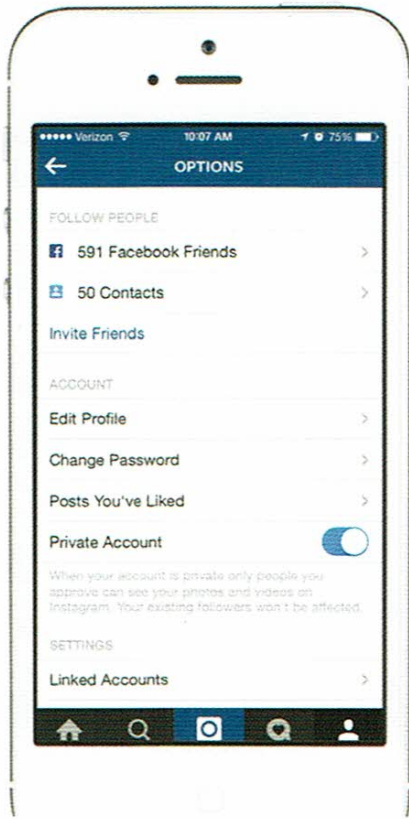 Verizon 10:07 AM 75%
OPTIONS
FOLLOW PEOPLE
591 Facebook Friends
50 Contacts
Invite Friends
ACCOUNT
Edit Profile
Change Password
Posts You've Liked
Private Account
When your account is private only people you
approve can see your photos and videos on
Instagram. Your existing followers won't be affected.
SETTINGS
Linked Accounts